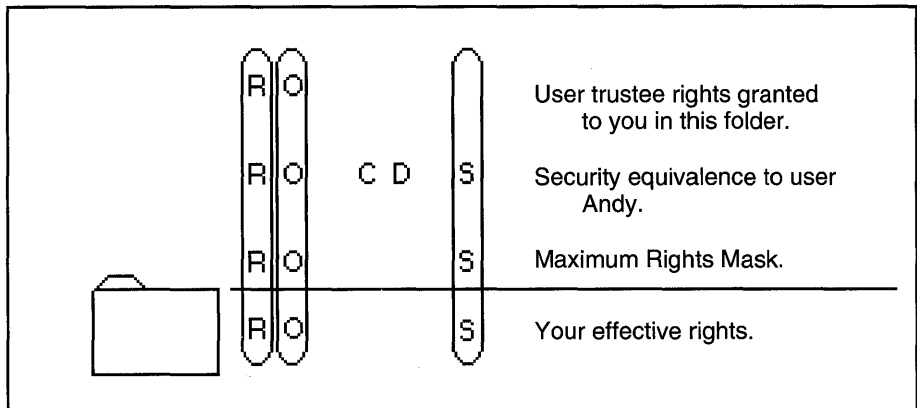 R O
User trustee rights granted
to you in this folder.
R O C D S
Security equivalence to user
Andy.
R O S
Maximum Rights Mask.
R O S
Your effective rights.